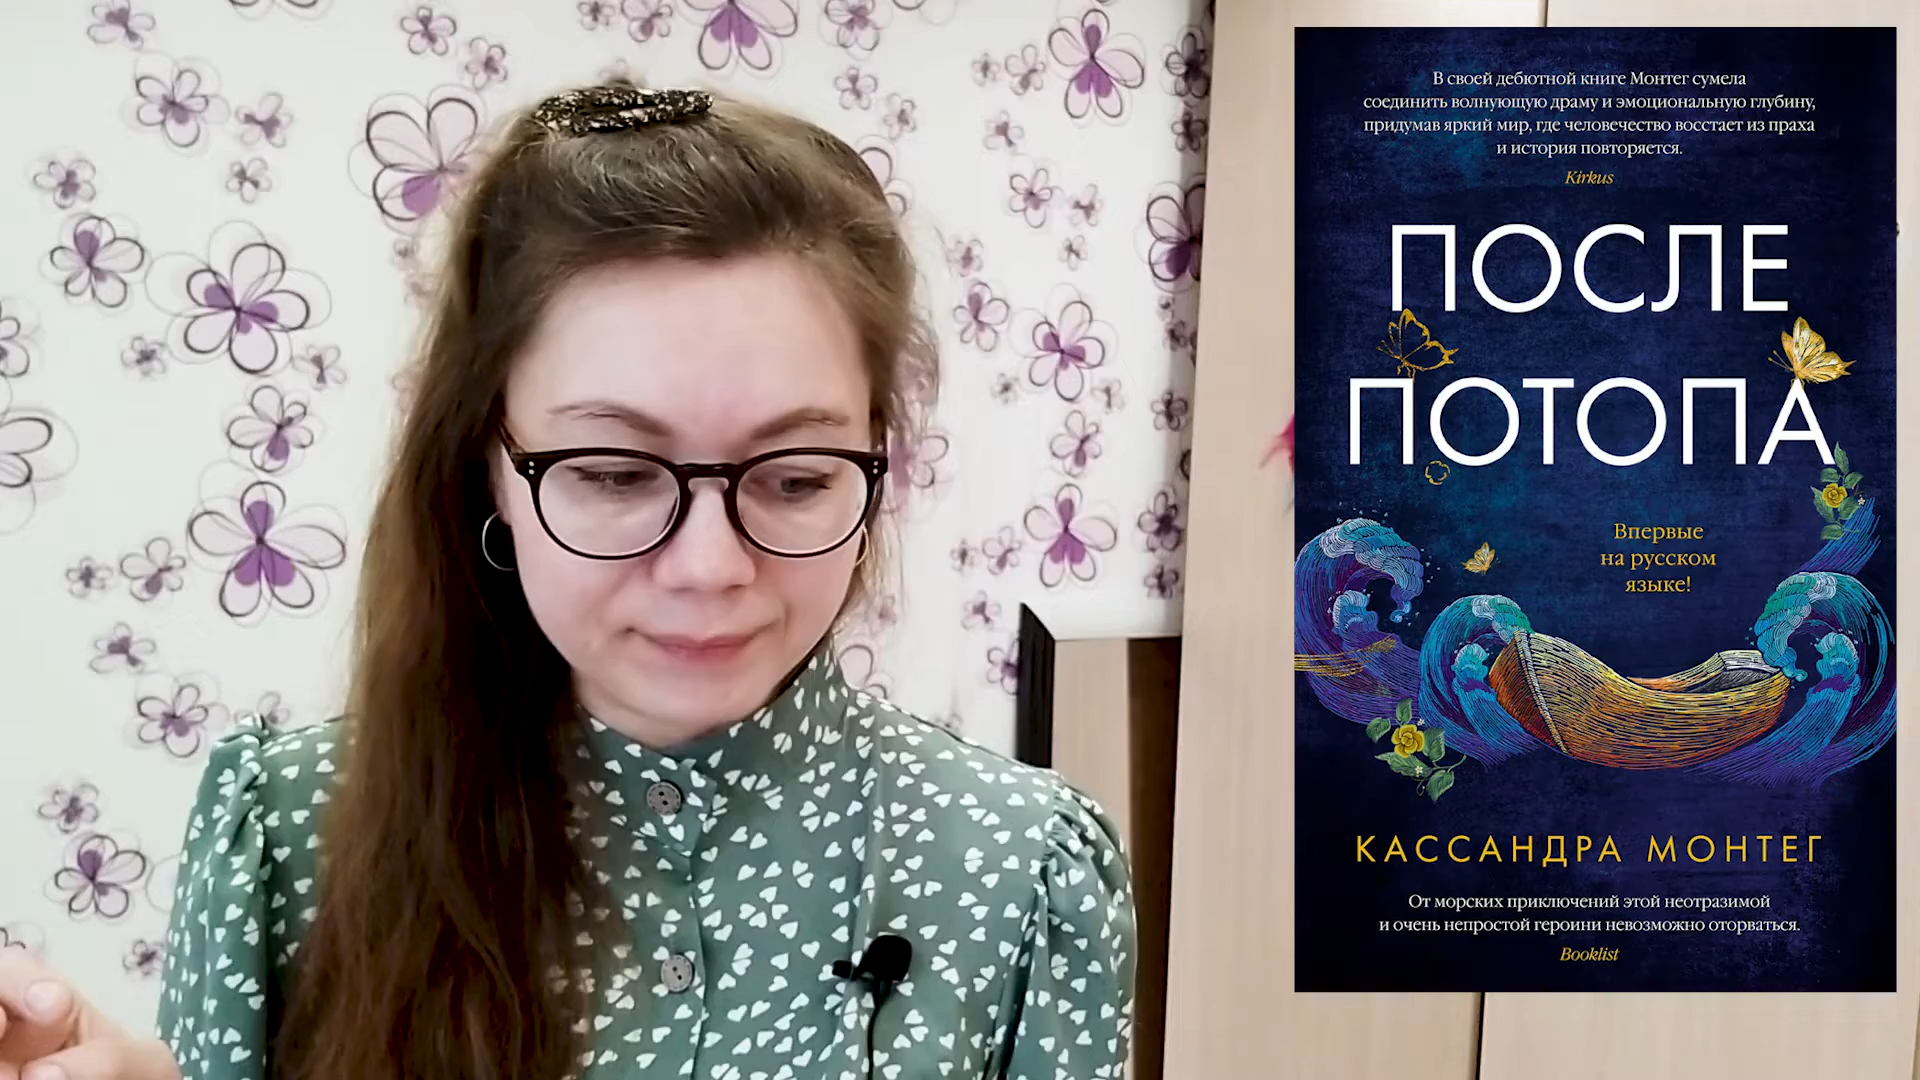 В своей дебютной книге Монтег сумела
соединить волнующую драму и эмоциональную глубину,
придумав яркий мир, где человечество восстает из праха
и история повторяется.
Kirkus
ПОСЛЕ
ПОТОПА
Впервые
на русском
языке!
КАССАНДРА МОНТЕГ
От морских приключений этой неотразимой
и очень непростой героини невозможно оторваться.
Booklist